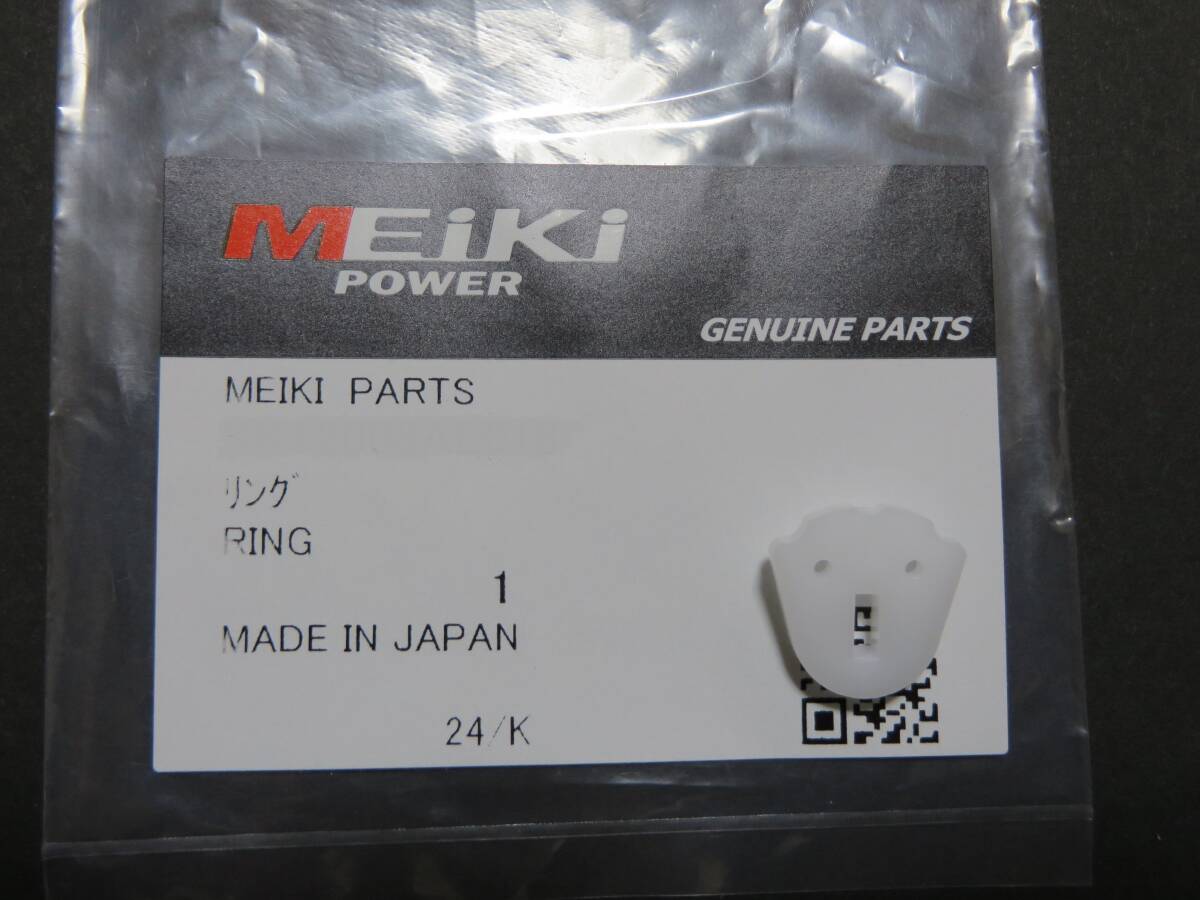 MEiKi
POWER
GENUINE PARTS
MEIKI PARTS
リング
RING
1
MADE IN JAPAN
24/K